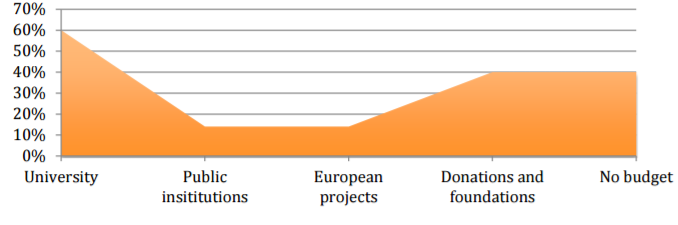 70%
60%
50%
40%
30%
20%
10%
0%
University
Public
insititutions
European
projects
Donations and
foundations
No budget